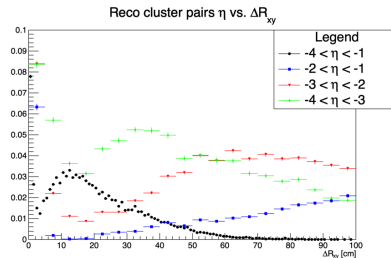 Reco cluster pairs η vs. ΔR_xy
Legend
-4 < η < -1
-2 < η < -1
-3 < η < -2
-4 < η < -3
0.1
0.09
0.08
0.07
0.06
0.05
0.04
0.03
0.02
0.01
0
0 10 20 30 40 50 60 70 80 90 100
ΔR_xy [cm]